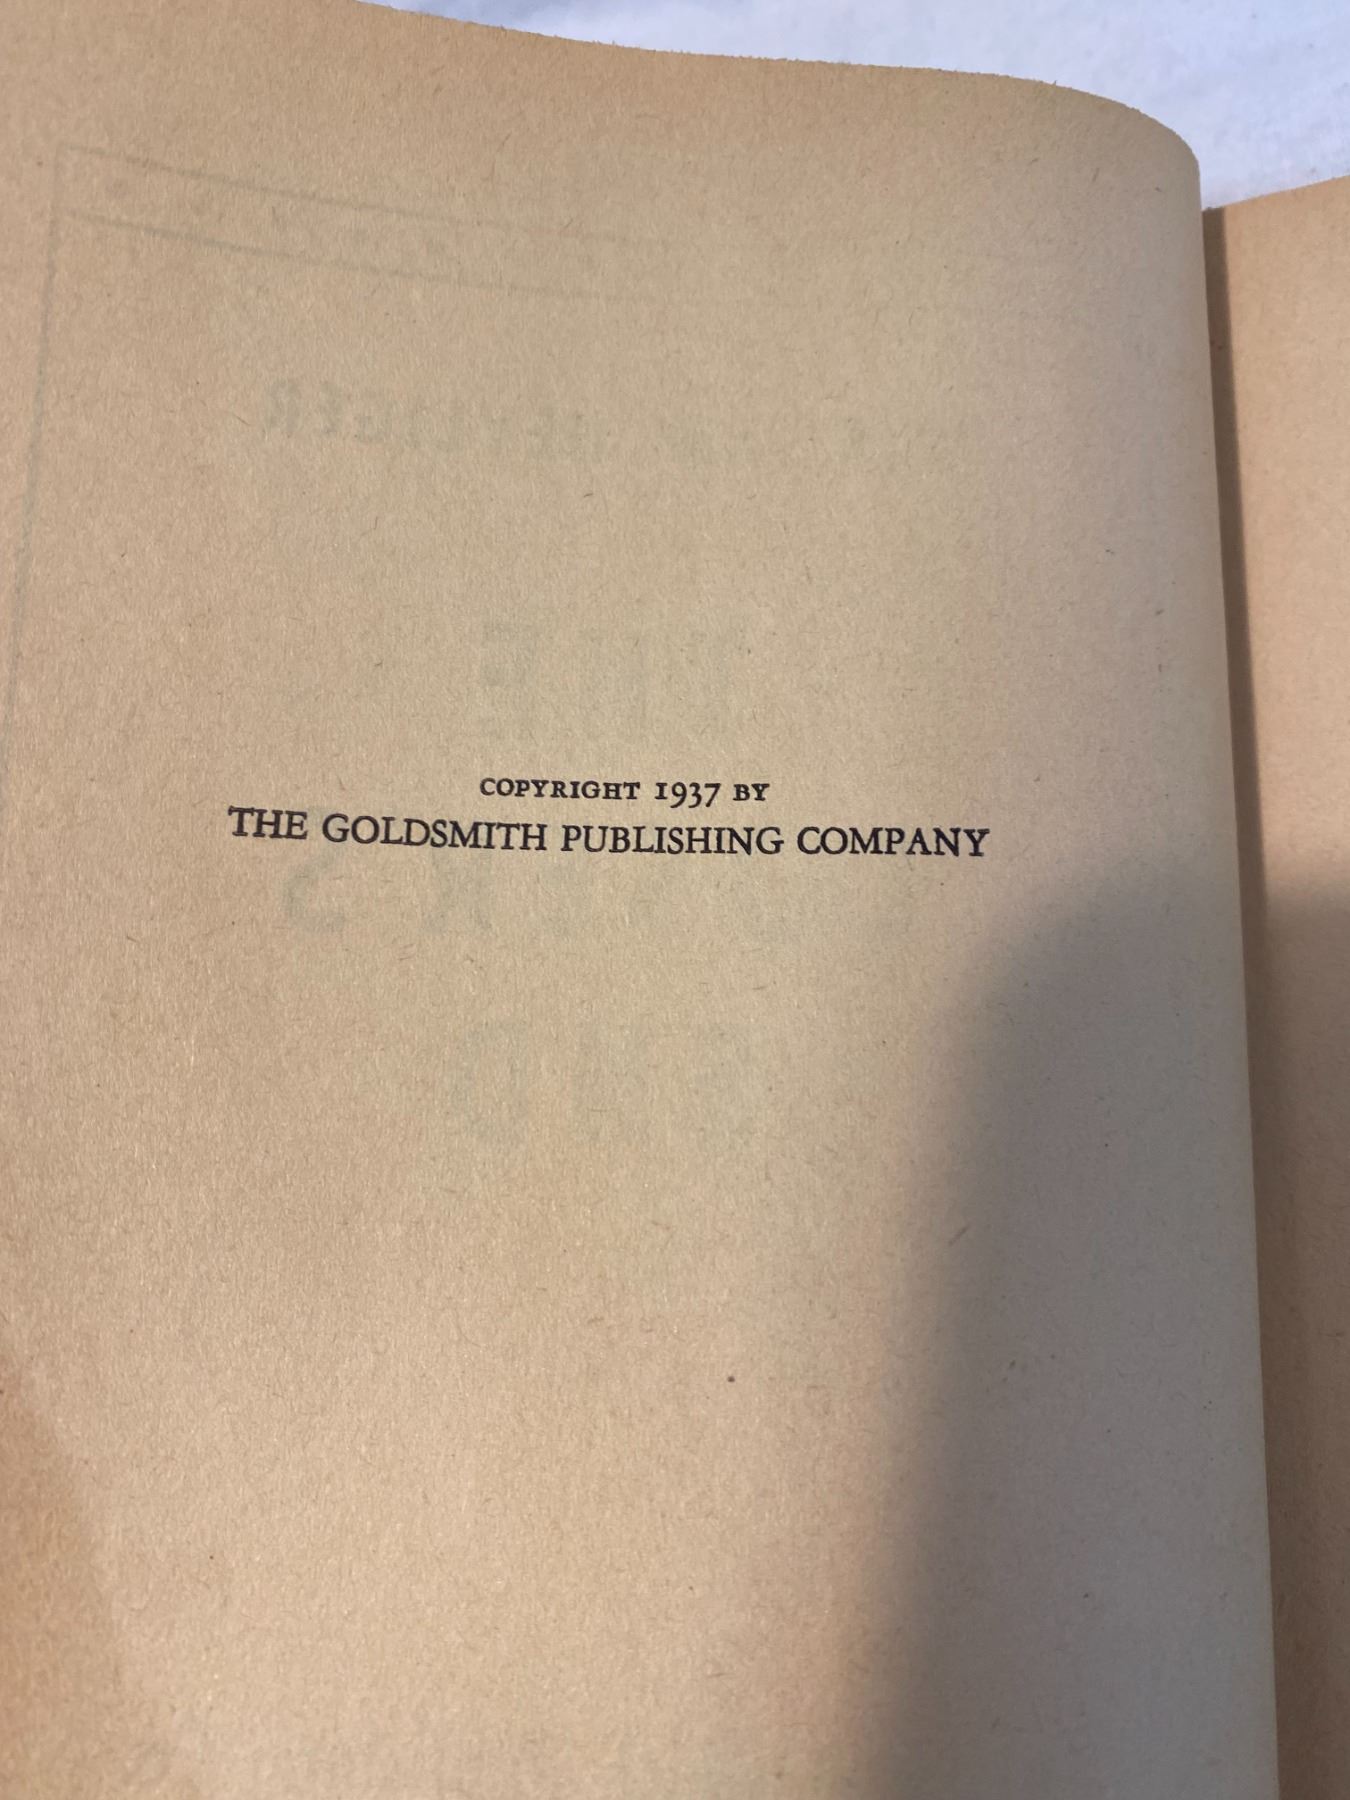 COPYRIGHT 1937 BY
THE GOLDSMITH PUBLISHING COMPANY